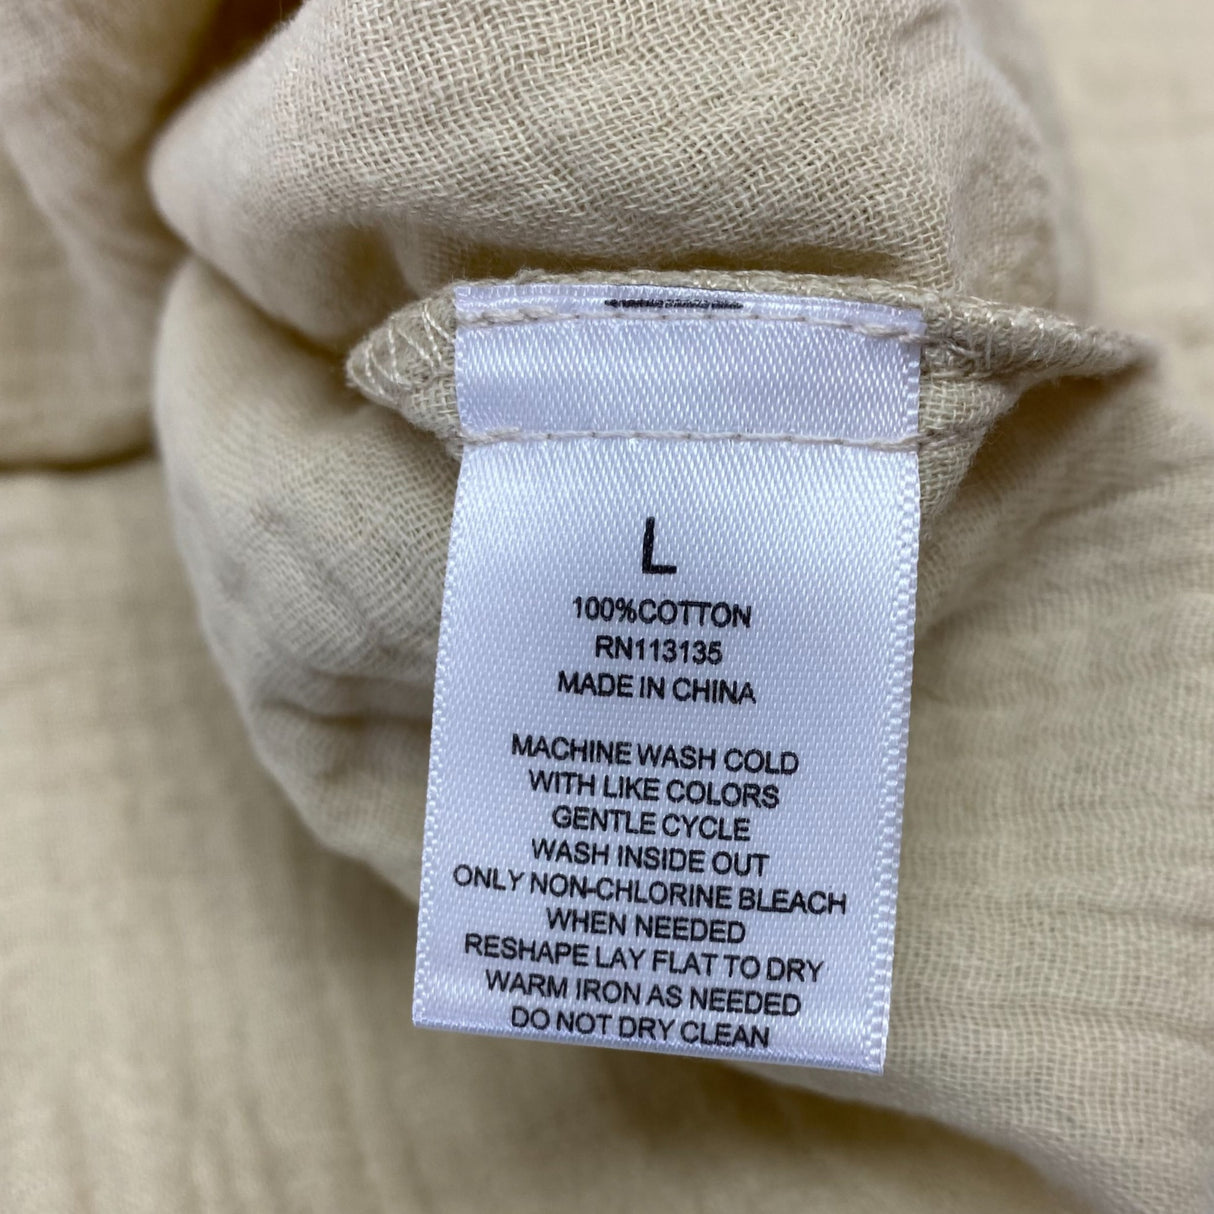 L
100%COTTON
RN113135
MADE IN CHINA
MACHINE WASH COLD
WITH LIKE COLORS
GENTLE CYCLE
WASH INSIDE OUT
ONLY NON-CHLORINE BLEACH
WHEN NEEDED
RESHAPE LAY FLAT TO DRY
WARM IRON AS NEEDED
DO NOT DRY CLEAN